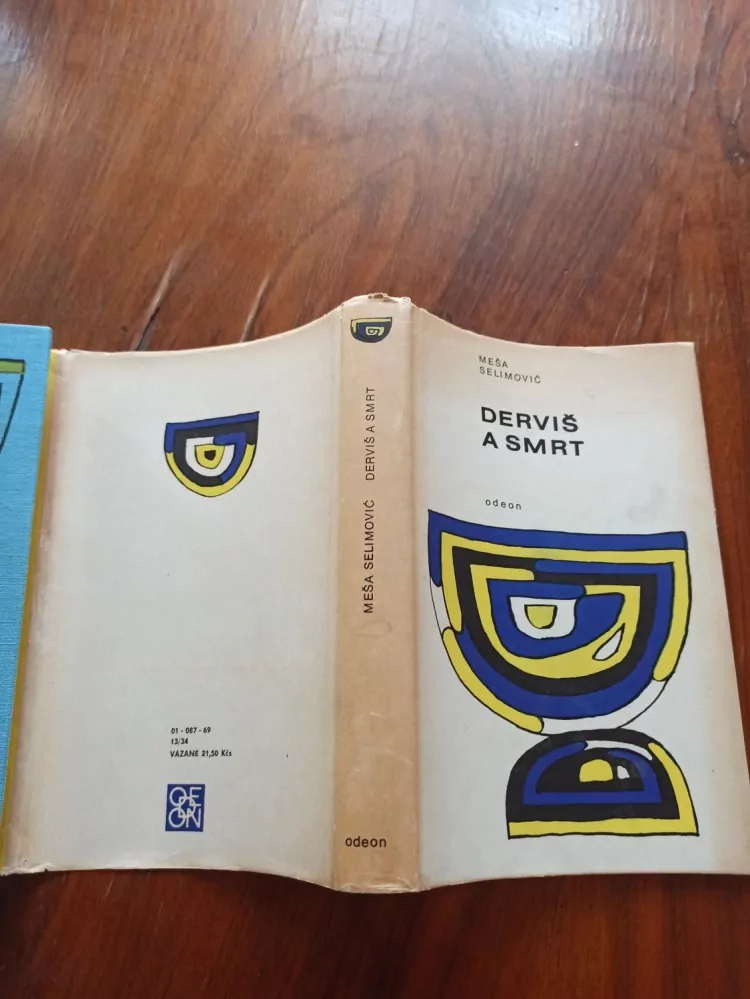 MEŠA
SELIMOVIĆ
DERVIŠ
A SMRT
odeon
MEŠA SELIMOVIĆ DERVIŠ A SMRT
odeon
01 - 087 - 69
13/34
VÁZANÉ 21,50 Kčs
ODEON